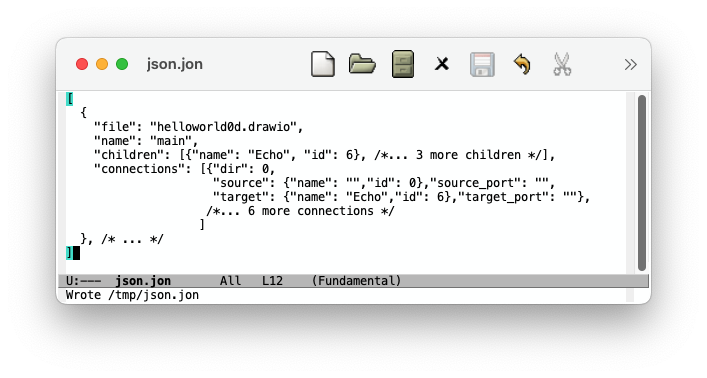 json.jon
[
  {
    "file": "helloworld0d.drawio",
    "name": "main",
    "children": [{"name": "Echo", "id": 6}, /*... 3 more children */],
    "connections": [{"dir": 0,
                     "source": {"name": "","id": 0},"source_port": "",
                     "target": {"name": "Echo","id": 6},"target_port": ""},
                    /*... 6 more connections */
                   ]
  }, /* ... */
]
U:---  json.jon       All   L12    (Fundamental)
Wrote /tmp/json.jon